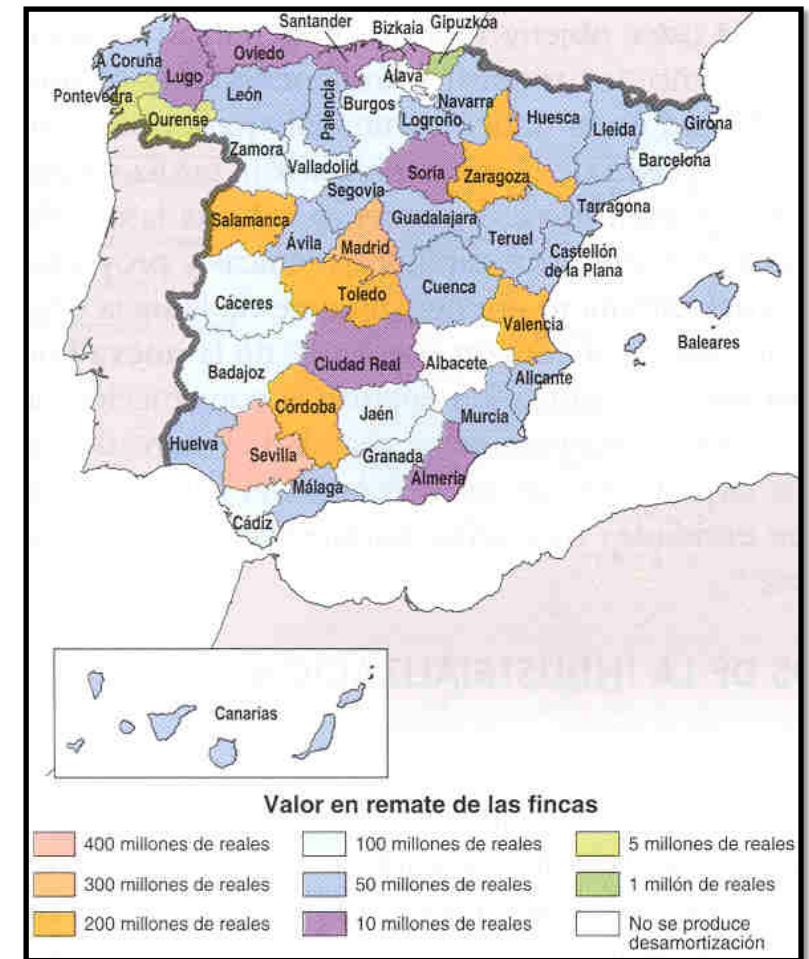 Santander
Bizkaia
Gipuzkoa
A Coruña
Lugo
Oviedo
Álava
Pontevedra
Ourense
León
Palencia
Burgos
Navarra
Logroño
Huesca
Lleida
Girona
Barcelona
Zamora
Valladolid
Soria
Zaragoza
Segovia
Tarragona
Salamanca
Guadalajara
Ávila
Madrid
Teruel
Castellón
de la Plana
Toledo
Cuenca
Cáceres
Valencia
Baleares
Badajoz
Ciudad Real
Albacete
Alicante
Córdoba
Jaén
Murcia
Huelva
Sevilla
Granada
Almería
Málaga
Cádiz
Canarias
Valor en remate de las fincas
400 millones de reales
300 millones de reales
200 millones de reales
100 millones de reales
50 millones de reales
10 millones de reales
5 millones de reales
1 millón de reales
No se produce
desamortización